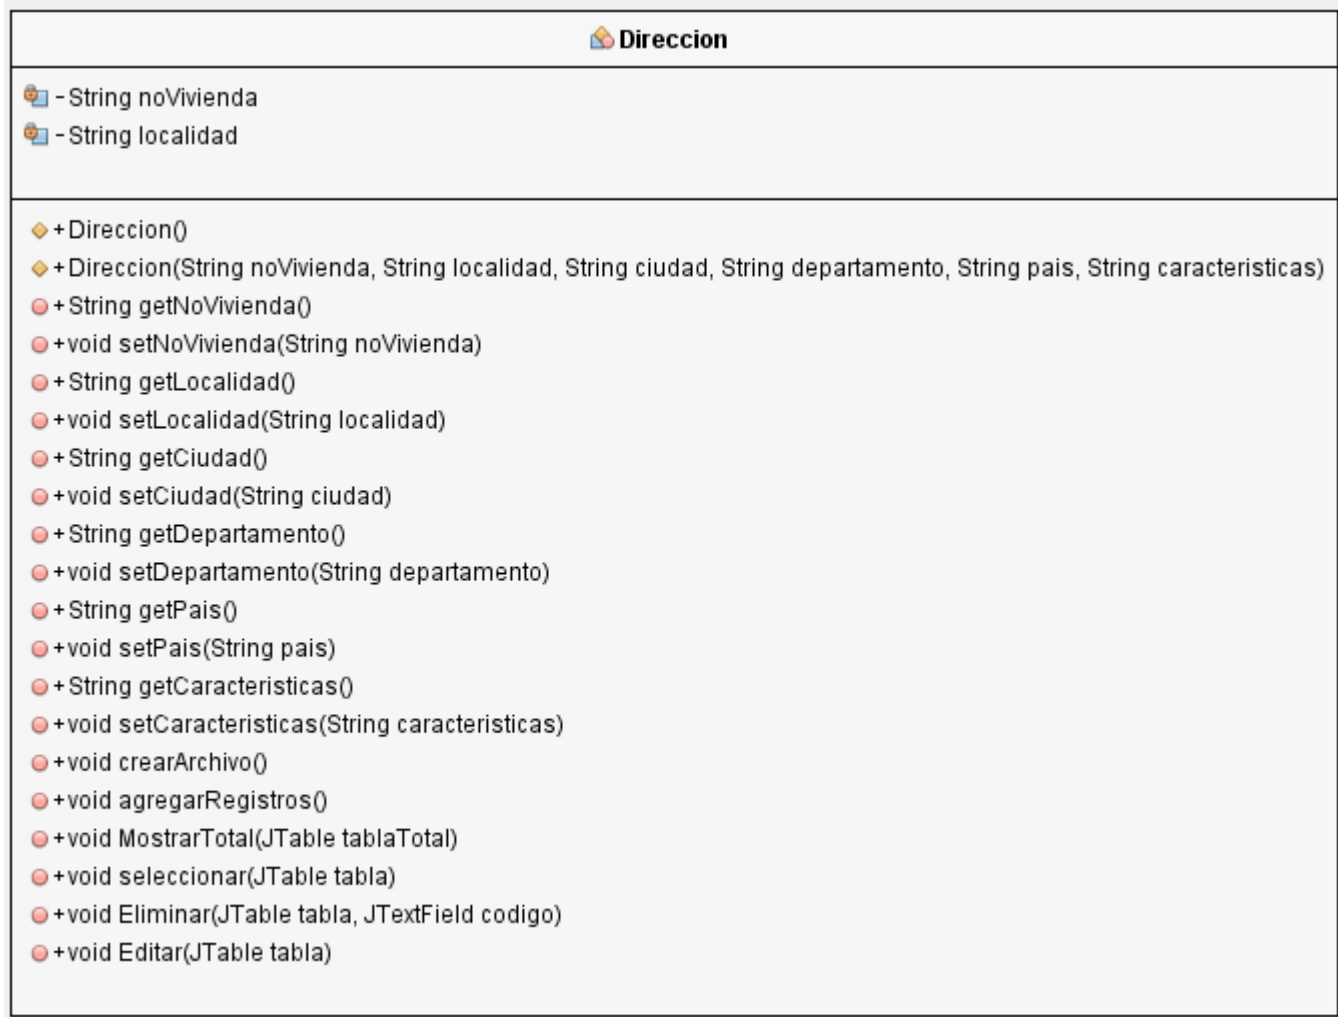 Direccion
- String noVivienda
- String localidad
+ Direccion()
+ Direccion(String noVivienda, String localidad, String ciudad, String departamento, String pais, String caracteristicas)
+ String getNoVivienda()
+ void setNoVivienda(String noVivienda)
+ String getLocalidad()
+ void setLocalidad(String localidad)
+ String getCiudad()
+ void setCiudad(String ciudad)
+ String getDepartamento()
+ void setDepartamento(String departamento)
+ String getPais()
+ void setPais(String pais)
+ String getCaracteristicas()
+ void setCaracteristicas(String caracteristicas)
+ void crearArchivo()
+ void agregarRegistros()
+ void MostrarTotal(JTable tablaTotal)
+ void seleccionar(JTable tabla)
+ void Eliminar(JTable tabla, JTextField codigo)
+ void Editar(JTable tabla)